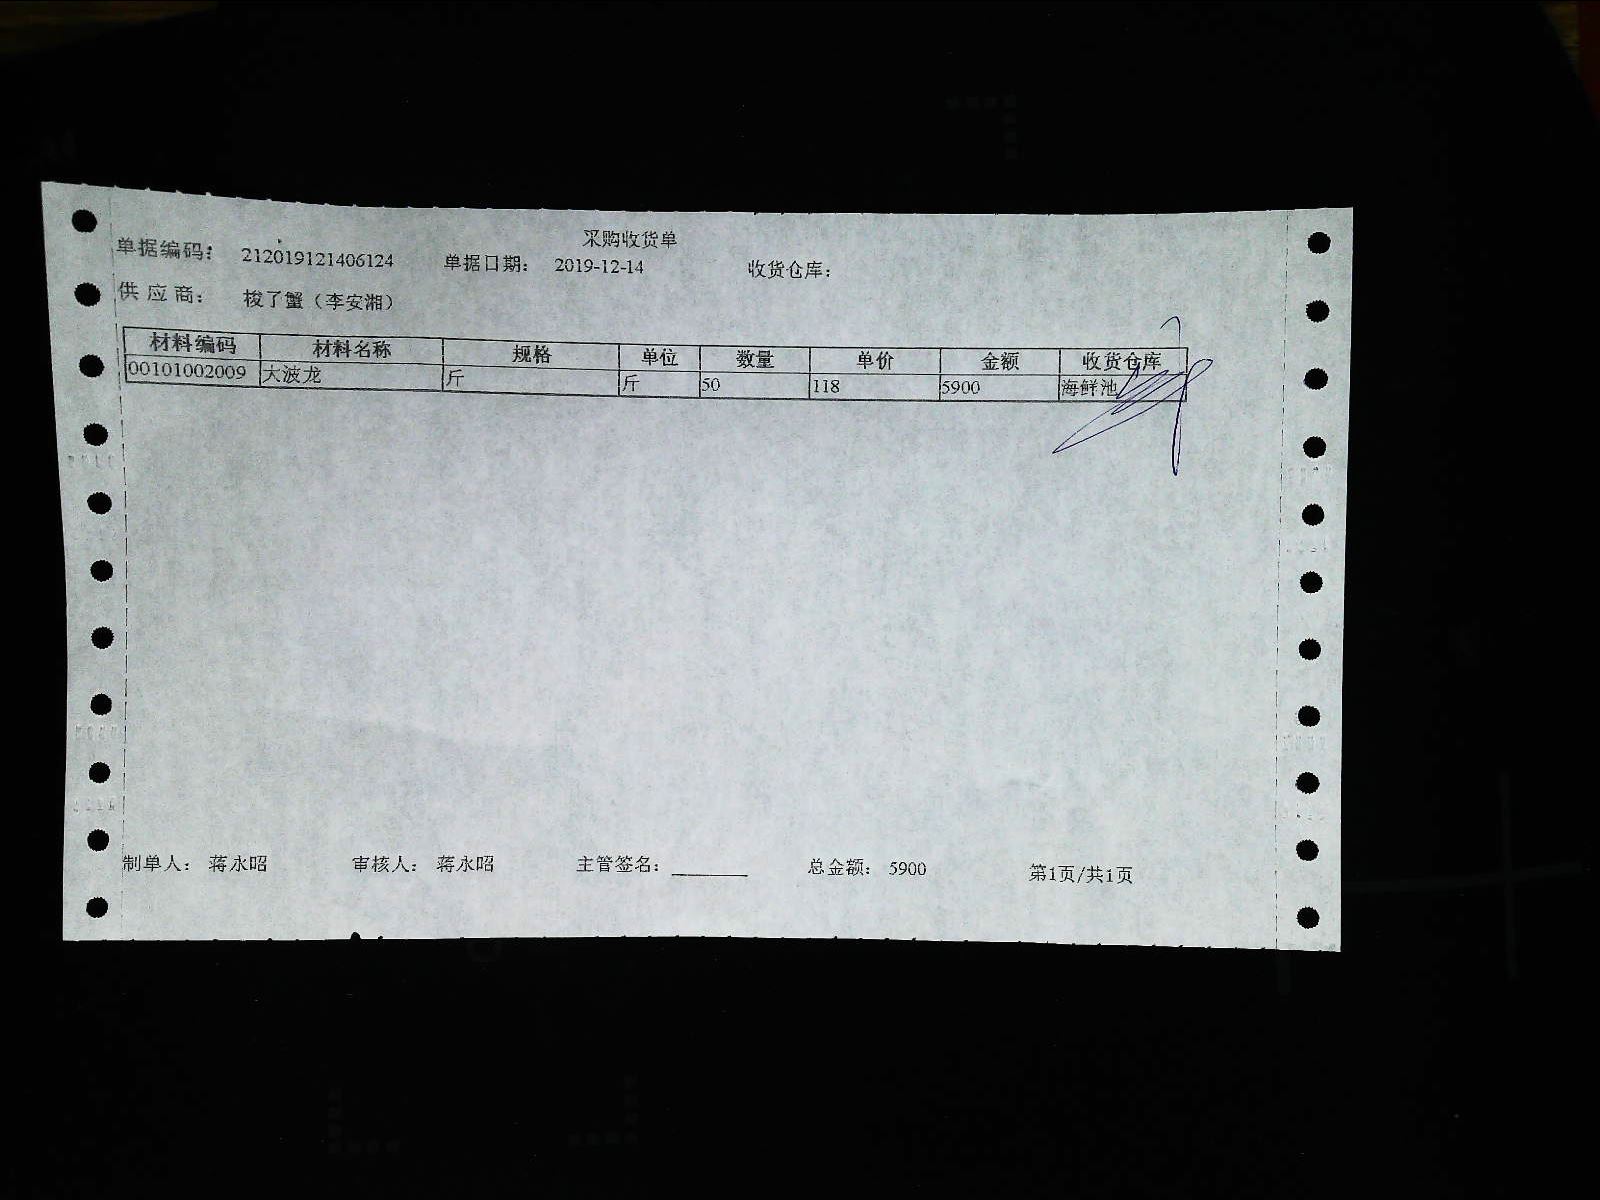 采购收货单
单据编码： 212019121406124 单据日期： 2019-12-14 收货仓库：
供应商： 梭了蟹（李安湘）
材料编码 材料名称 规格 单位 数量 单价 金额 收货仓库
00101002009 大波龙 斤 斤 50 118 5900 海鲜池
制单人： 蒋永昭 审核人： 蒋永昭 主管签名： 总金额： 5900 第1页/共1页